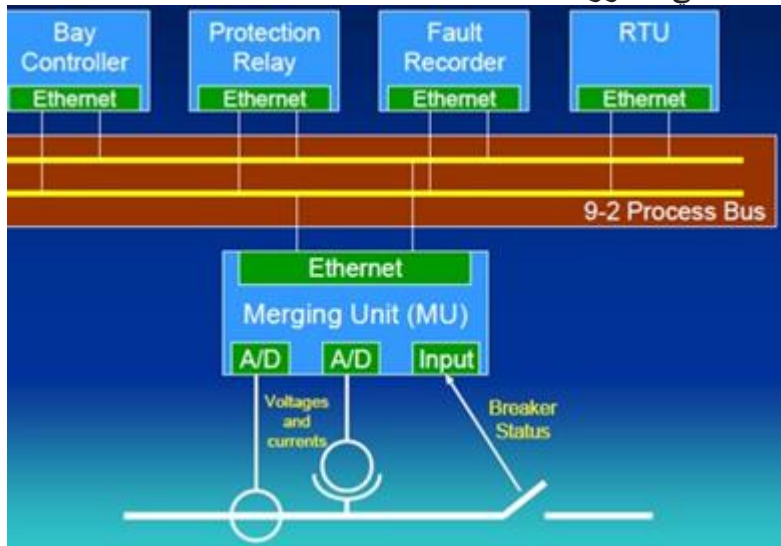 Bay
Controller
Ethernet
Protection
Relay
Ethernet
Fault
Recorder
Ethernet
RTU
Ethernet
9-2 Process Bus
Ethernet
Merging Unit (MU)
A/D
A/D
Input
Voltages
and
currents
Breaker
Status